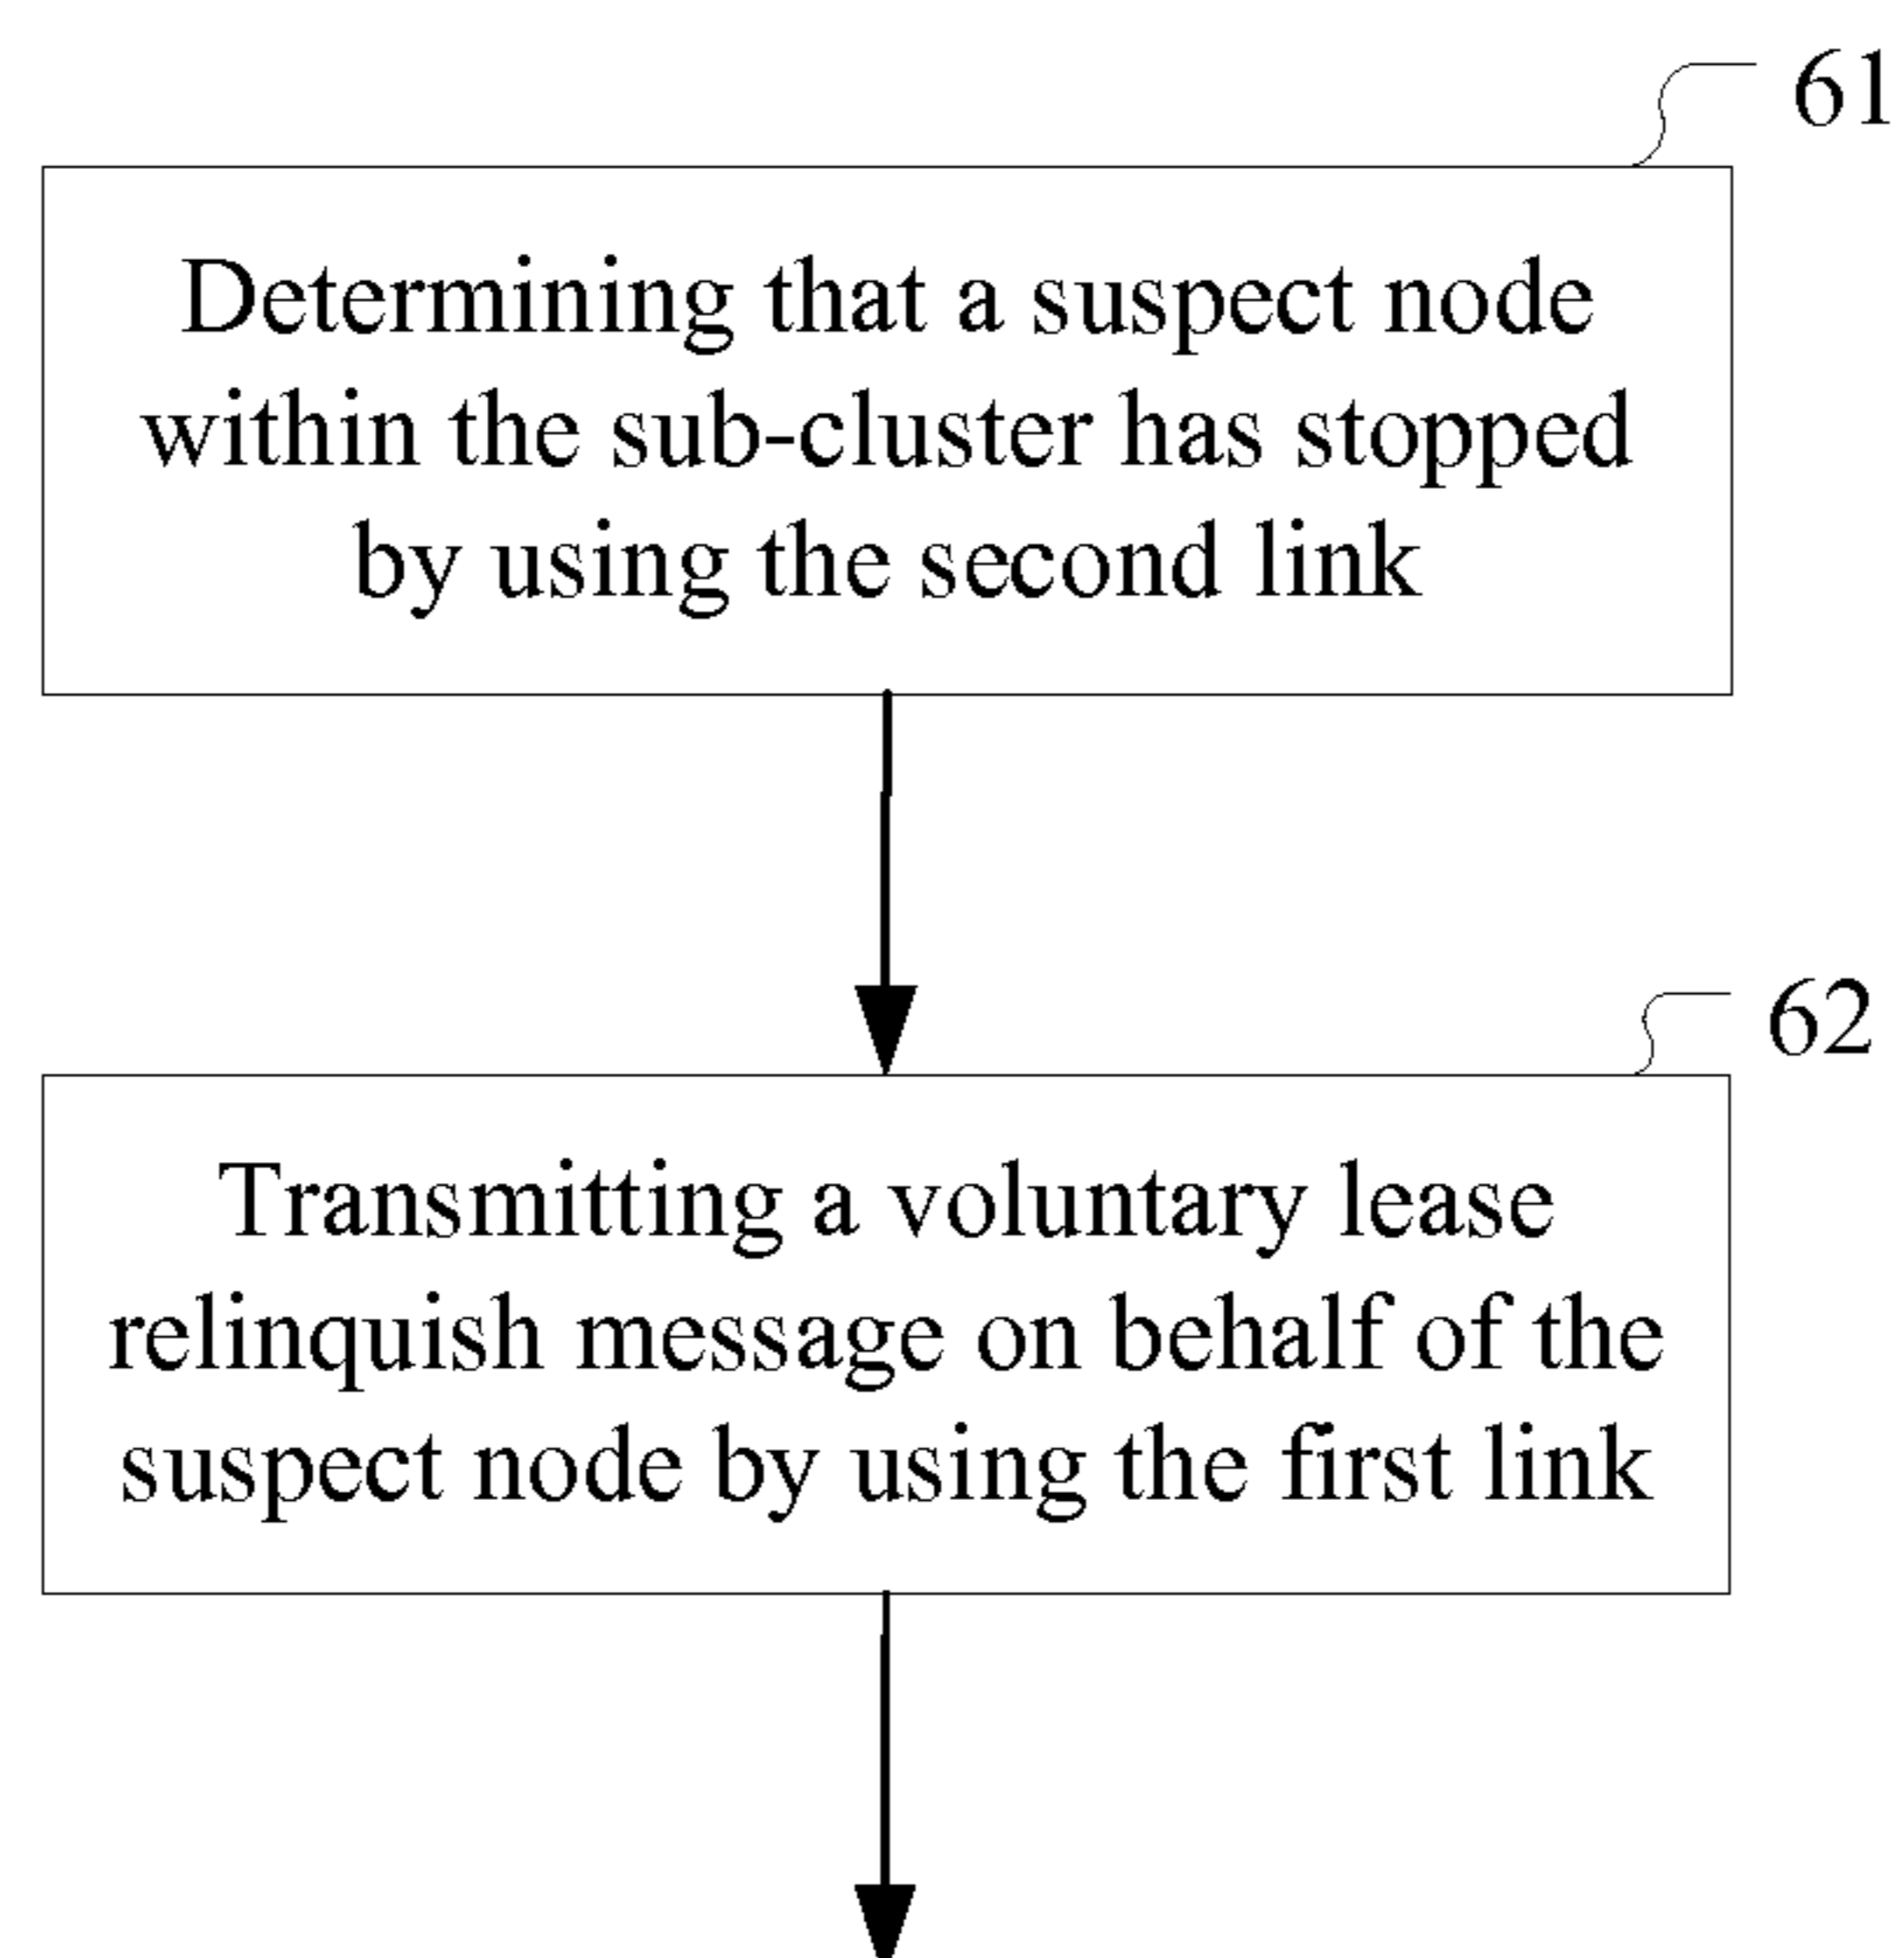 61
Determining that a suspect node
within the sub-cluster has stopped
by using the second link
62
Transmitting a voluntary lease
relinquish message on behalf of the
suspect node by using the first link